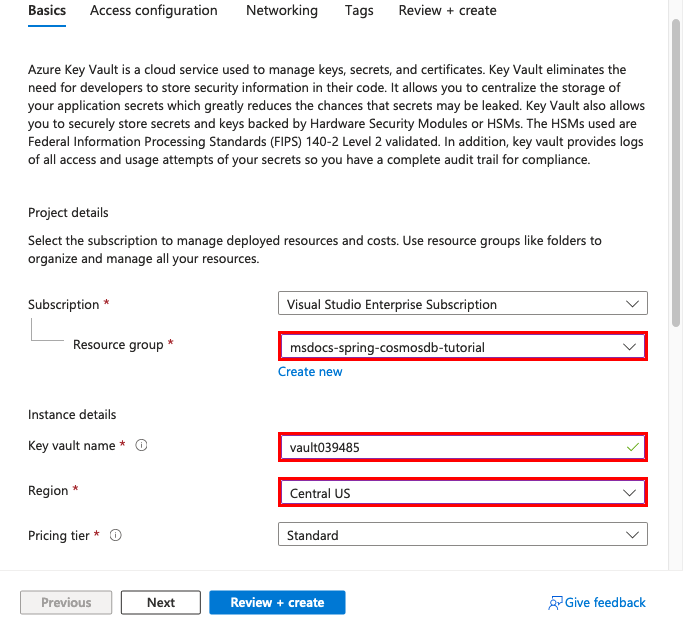 Basics Access configuration Networking Tags Review + create
Azure Key Vault is a cloud service used to manage keys, secrets, and certificates. Key Vault eliminates the
need for developers to store security information in their code. It allows you to centralize the storage of
your application secrets which greatly reduces the chances that secrets may be leaked. Key Vault also allows
you to securely store secrets and keys backed by Hardware Security Modules or HSMs. The HSMs used are
Federal Information Processing Standards (FIPS) 140-2 Level 2 validated. In addition, key vault provides logs
of all access and usage attempts of your secrets so you have a complete audit trail for compliance.
Project details
Select the subscription to manage deployed resources and costs. Use resource groups like folders to
organize and manage all your resources.
Subscription * Visual Studio Enterprise Subscription
Resource group * msdocs-spring-cosmosdb-tutorial
Create new
Instance details
Key vault name * vault039485
Region * Central US
Pricing tier * Standard
Previous Next Review + create Give feedback